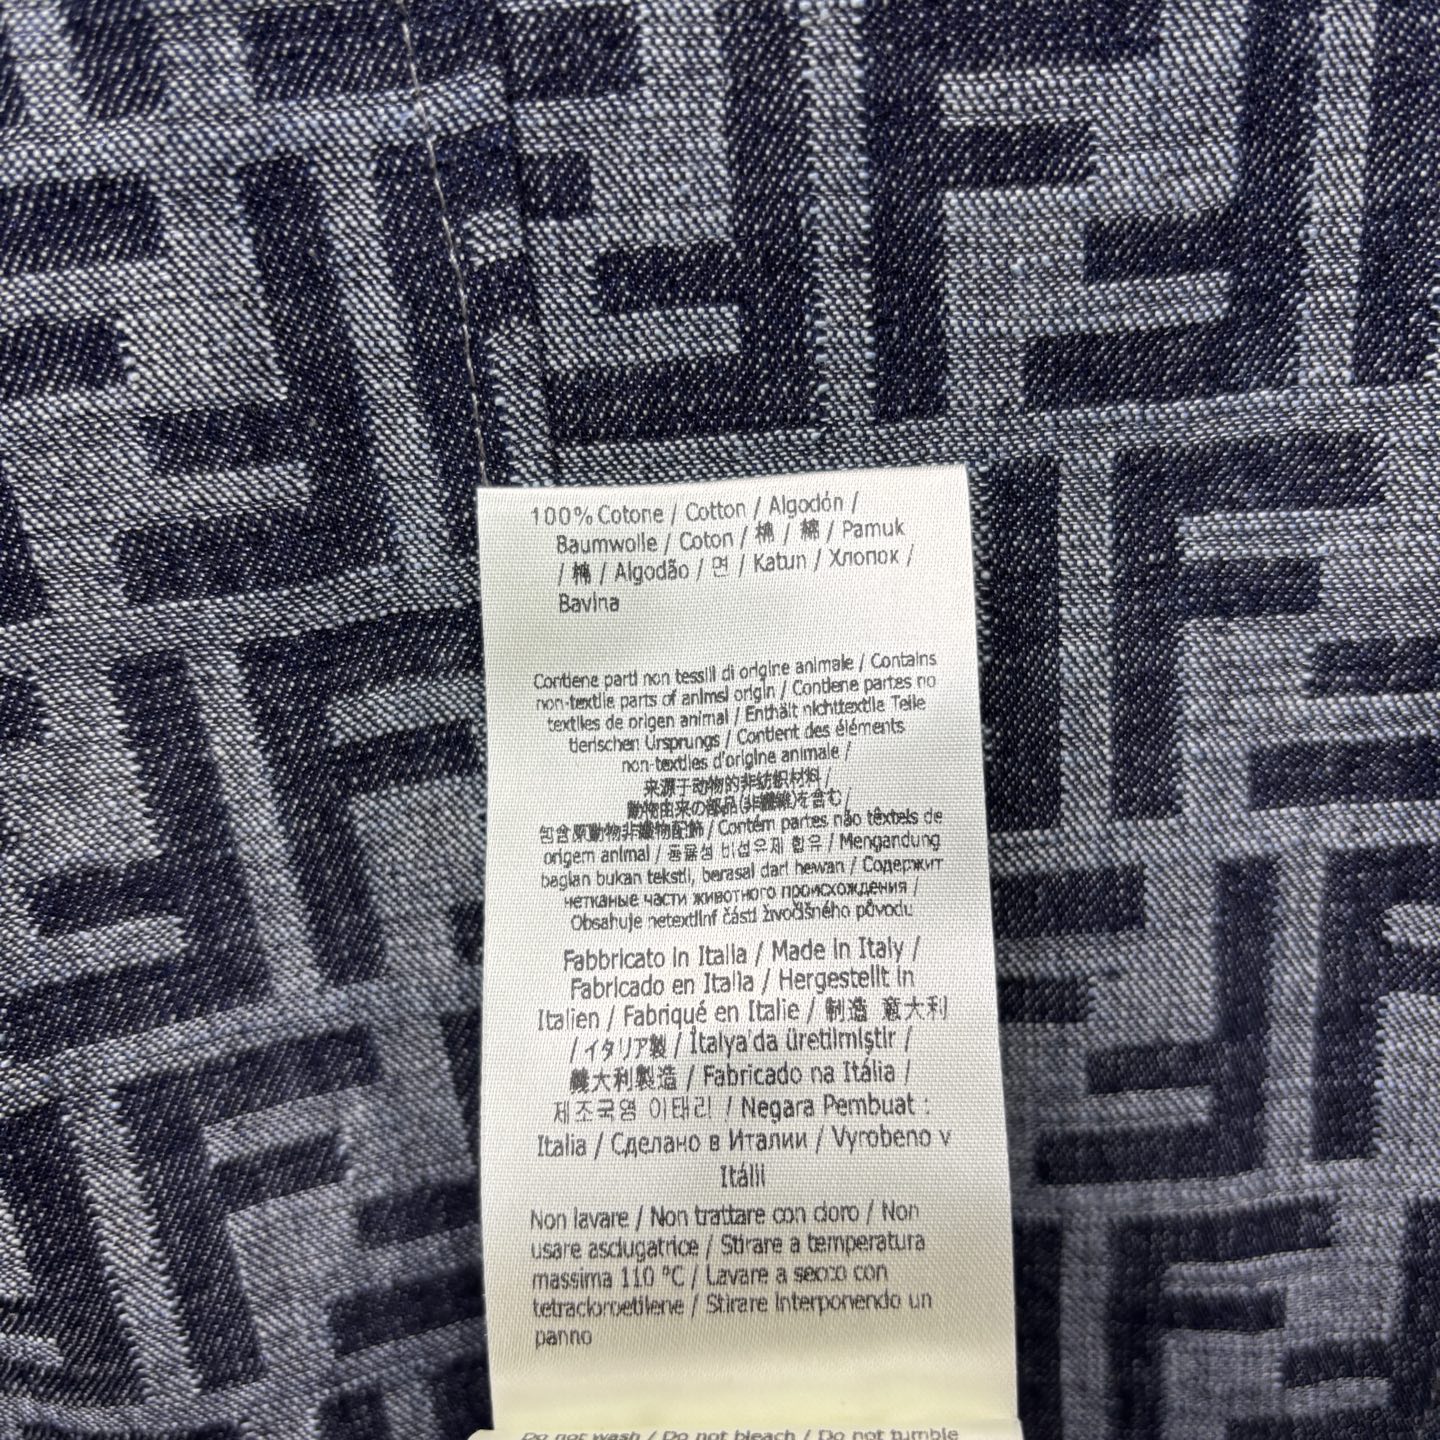 100% Cotone / Cotton / Algodón /
Baumwolle / Coton / 棉 / 綿 / Pamuk
/ 棉 / Algodão / 면 / Katun / Хлопок /
Bavlna
Contiene parti non tessili di origine animale / Contains
non-textile parts of animsl origin / Contiene partes no
textiles de origen animal / Enthält nichttextile Teile
tierischen Ursprungs / Contient des éléments
non-textiles d'origine animale /
来源于动物的非纺织材料 /
動物由来の部品(非繊維)を含む /
包含原動物非織物配飾 / Contém partes não têxteis de
origem animal / 동물성 비섬유제 함유 / Mengandung
bagian bukan tekstil, berasal dari hewan / Содержит
нетканые части животного происхождения /
Obsahuje netextilní části živočišného původu
Fabbricato in Italia / Made in Italy /
Fabricado en Italia / Hergestellt in
Italien / Fabriqué en Italie / 制造 意大利
/ イタリア製 / İtalya'da üretilmiştir /
義大利製造 / Fabricado na Itália /
제조국명 이태리 / Negara Pembuat :
Italia / Сделано в Италии / Vyrobeno v
Itálii
Non lavare / Non trattare con cloro / Non
usare asciugatrice / Stirare a temperatura
massima 110 °C / Lavare a secco con
tetracloroetilene / Stirare interponendo un
panno
Do not wash / Do not bleach / Do not tumble